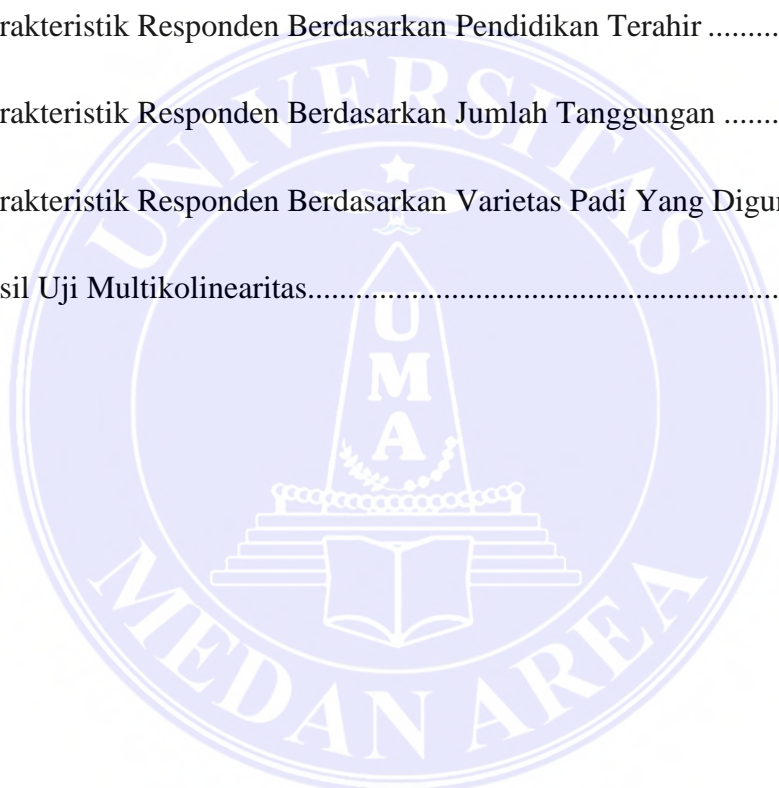 rakteristik Responden Berdasarkan Pendidikan Terahir .........
rakteristik Responden Berdasarkan Jumlah Tanggungan .......
rakteristik Responden Berdasarkan Varietas Padi Yang Digu
sil Uji Multikolinearitas............................................................
UNIVERSITAS
UMA
MEDAN AREA